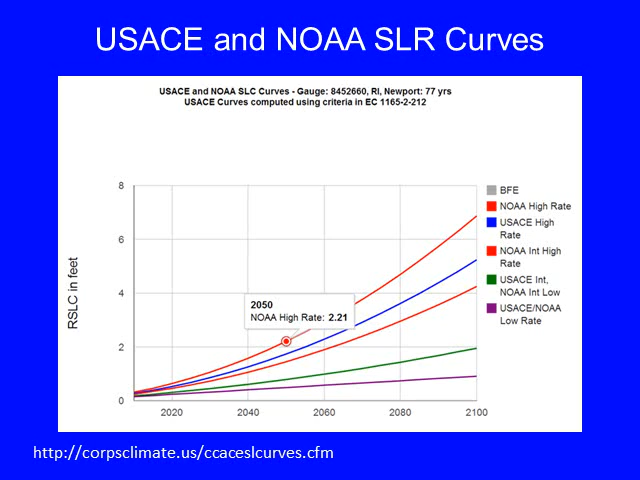 USACE and NOAA SLR Curves
USACE and NOAA SLC Curves - Gauge: 8452660, RI, Newport: 77 yrs
USACE Curves computed using criteria in EC 1165-2-212
RSLC in feet
8
6
4
2
0
2020
2040
2060
2080
2100
2050
NOAA High Rate: 2.21
BFE
NOAA High Rate
USACE High
Rate
NOAA Int High
Rate
USACE Int,
NOAA Int Low
USACE/NOAA
Low Rate
http://corpsclimate.us/ccaceslcurves.cfm